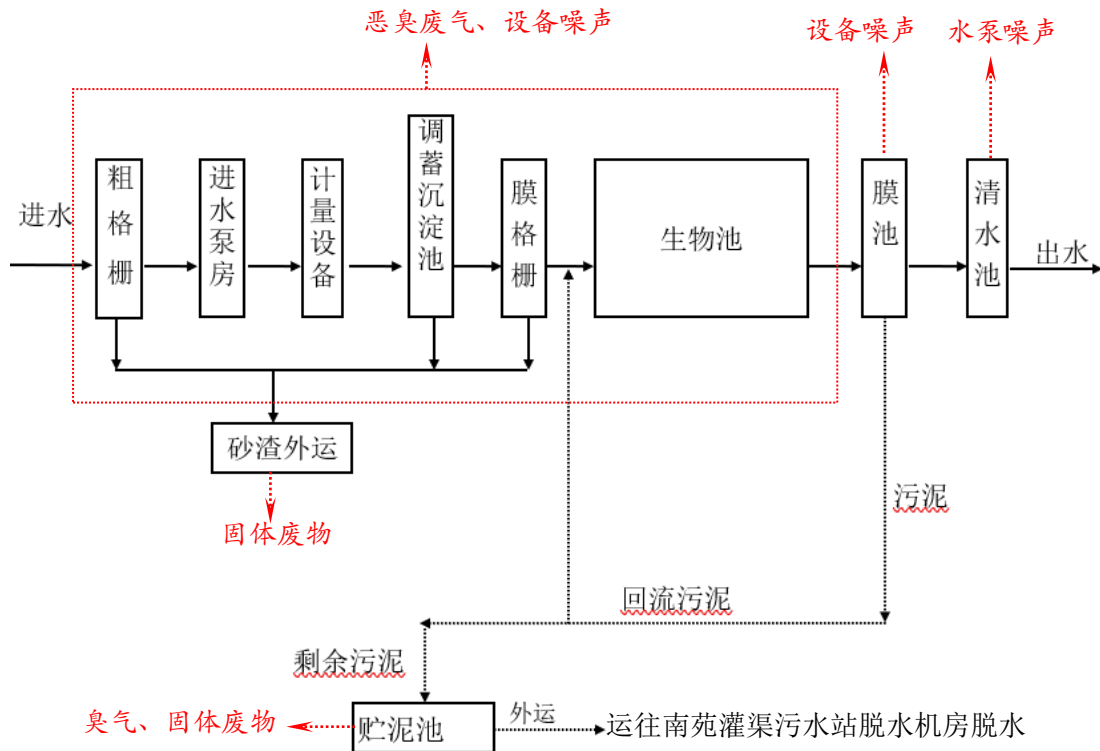 恶臭废气、设备噪声
设备噪声
水泵噪声
进水
粗格栅
进水泵房
计量设备
调蓄沉淀池
膜格栅
生物池
膜池
清水池
出水
砂渣外运
固体废物
污泥
回流污泥
剩余污泥
臭气、固体废物
贮泥池
外运
运往南苑灌渠污水站脱水机房脱水